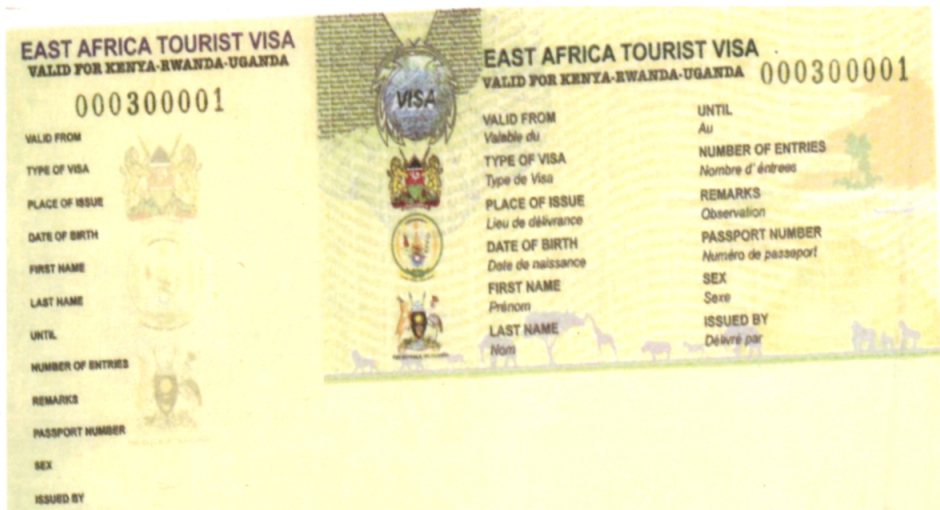 EAST AFRICA TOURIST VISA
VALID FOR KENYA-RWANDA-UGANDA
000300001
VALID FROM
TYPE OF VISA
PLACE OF ISSUE
DATE OF BIRTH
FIRST NAME
LAST NAME
UNTIL
NUMBER OF ENTRIES
REMARKS
PASSPORT NUMBER
SEX
ISSUED BY
VISA
EAST AFRICA TOURIST VISA
VALID FOR KENYA-RWANDA-UGANDA
000300001
VALID FROM
Valable du
TYPE OF VISA
Type de Visa
PLACE OF ISSUE
Lieu de délivrance
DATE OF BIRTH
Date de naissance
FIRST NAME
Prénom
LAST NAME
Nom
UNTIL
Au
NUMBER OF ENTRIES
Nombre d' éntrees
REMARKS
Observation
PASSPORT NUMBER
Numéro de passeport
SEX
Sexe
ISSUED BY
Délivré par